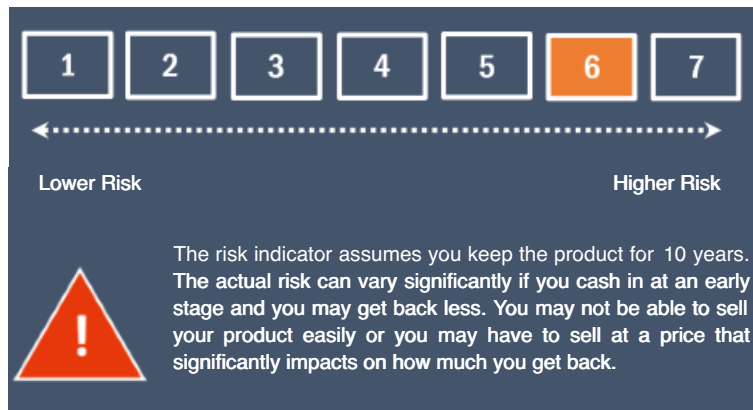 1 2 3 4 5 6 7
Lower Risk Higher Risk
!
The risk indicator assumes you keep the product for 10 years.
The actual risk can vary significantly if you cash in at an early
stage and you may get back less. You may not be able to sell
your product easily or you may have to sell at a price that
significantly impacts on how much you get back.